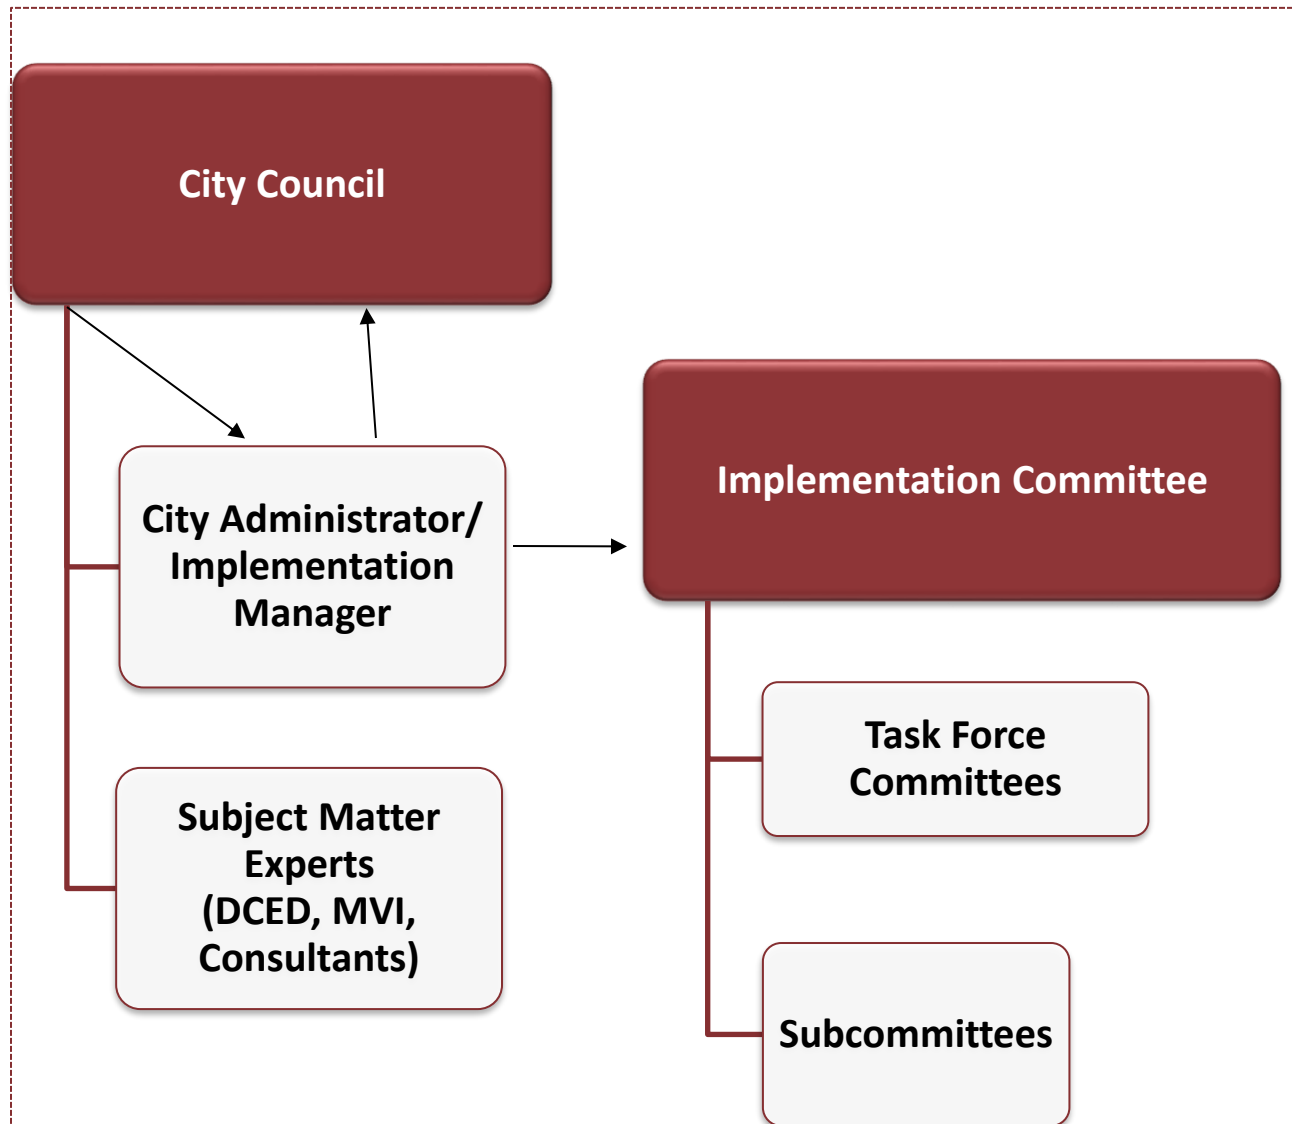 City Council
City Administrator/
Implementation
Manager
Subject Matter
Experts
(DCED, MVI,
Consultants)
Implementation Committee
Task Force
Committees
Subcommittees